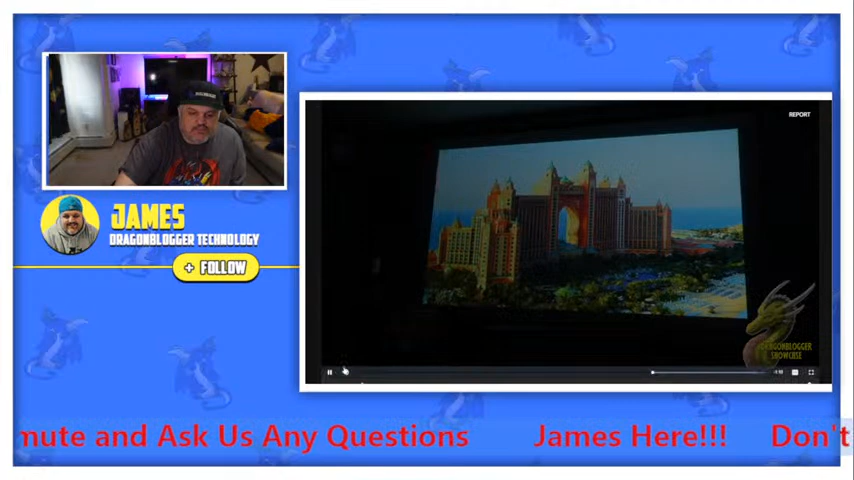 REPORT
JAMES
DRAGONBLOGGER TECHNOLOGY
+ FOLLOW
DRAGONBLOGGER
SHOWCASE
mute and Ask Us Any Questions James Here!!! Don't